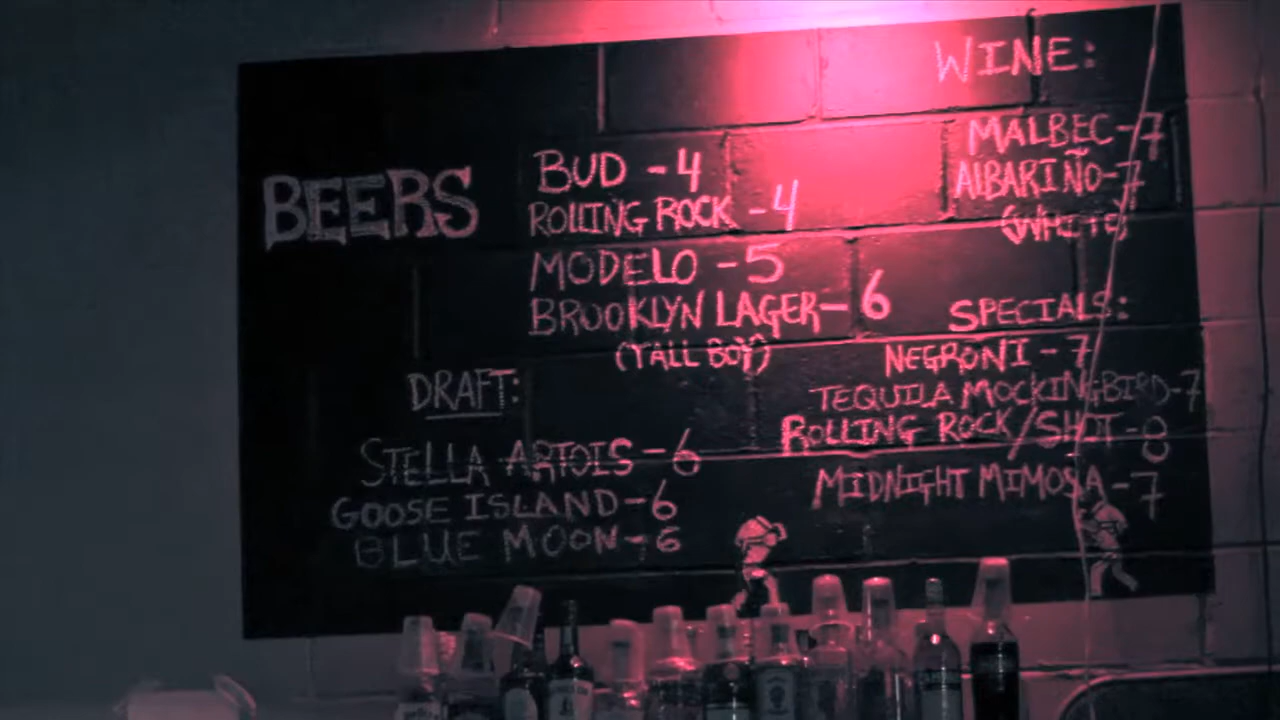 BEERS
BUD - 4
ROLLING ROCK - 4
MODELO - 5
BROOKLYN LAGER - 6
(TALL BOY)
DRAFT:
STELLA ARTOIS - 6
GOOSE ISLAND - 6
BLUE MOON - 6
WINE:
MALBEC - 7
ALBARIÑO - 7
(WHITE)
SPECIALS:
NEGRONI - 7
TEQUILA MOCKINGBIRD - 7
ROLLING ROCK/SHOT - 8
MIDNIGHT MIMOSA - 7